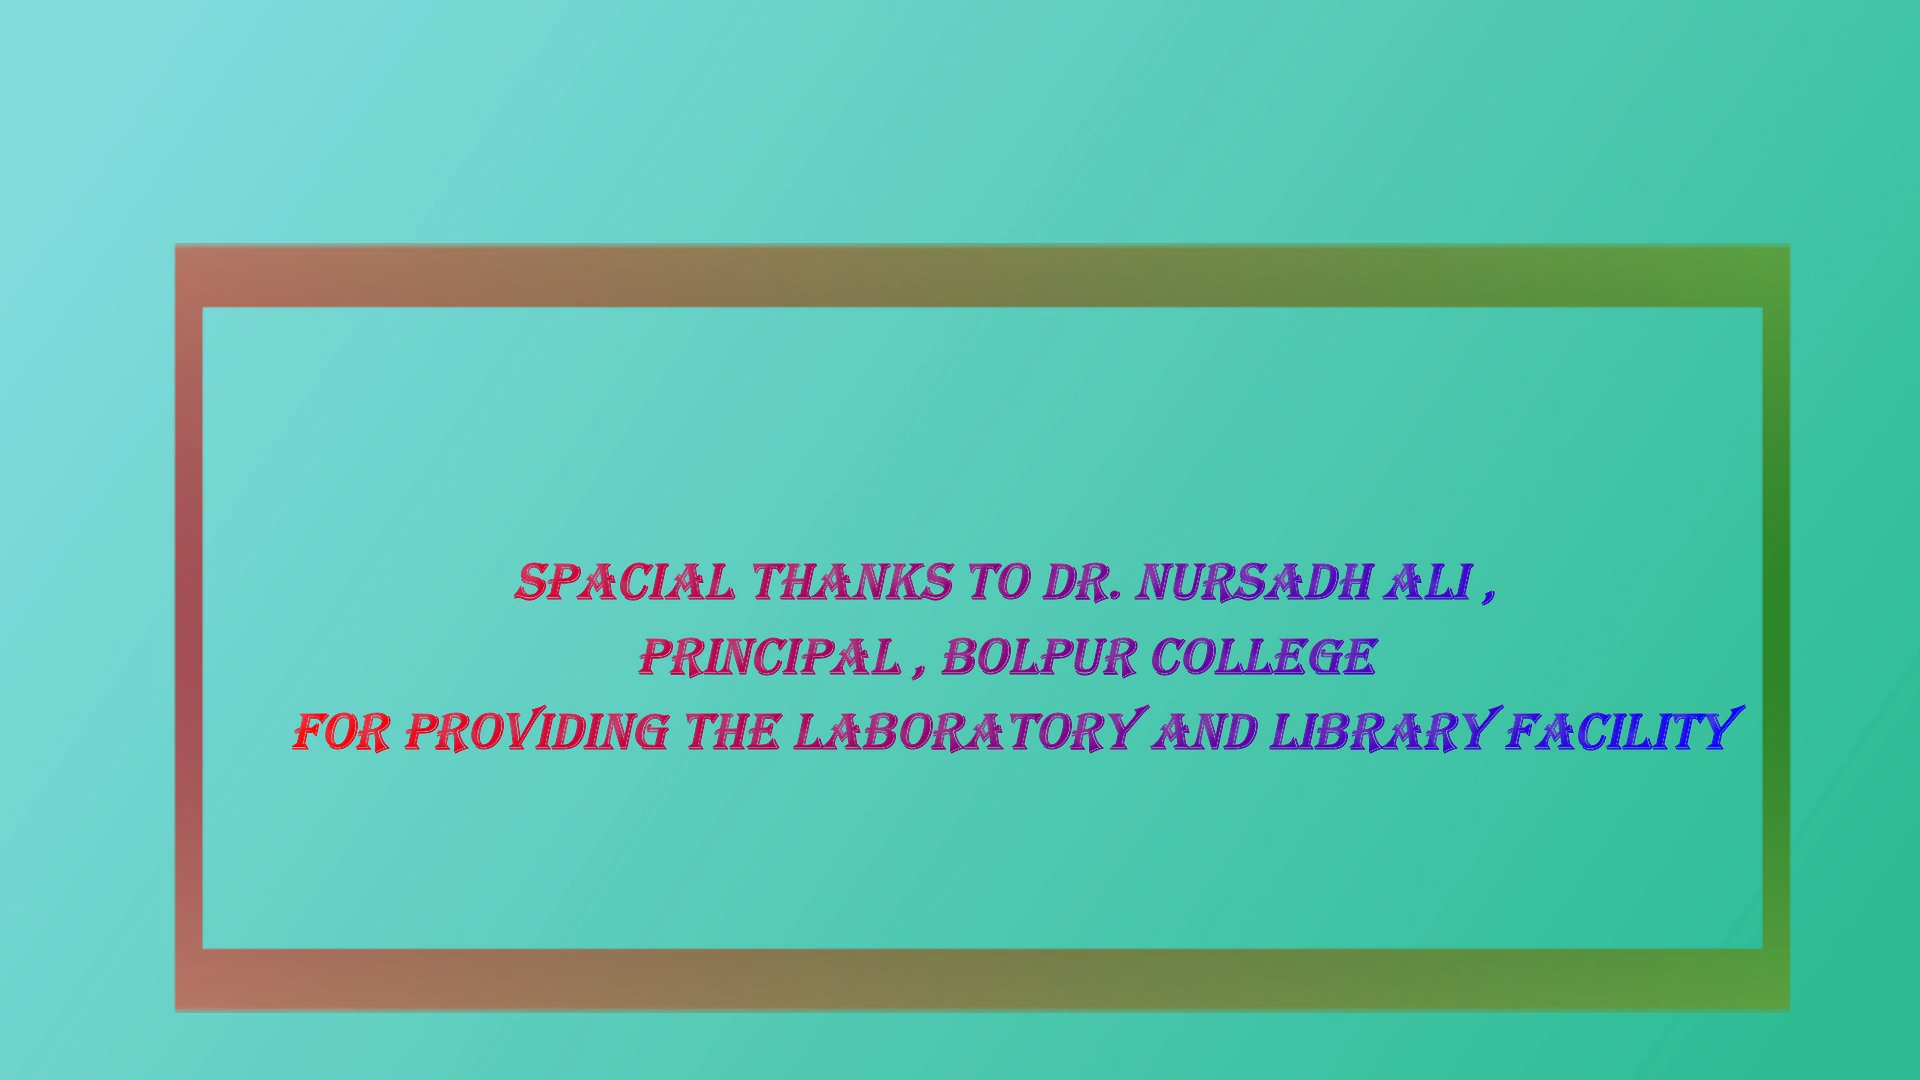 SPACIAL THANKS TO DR. NURSADH ALI ,
PRINCIPAL , BOLPUR COLLEGE
FOR PROVIDING THE LABORATORY AND LIBRARY FACILITY